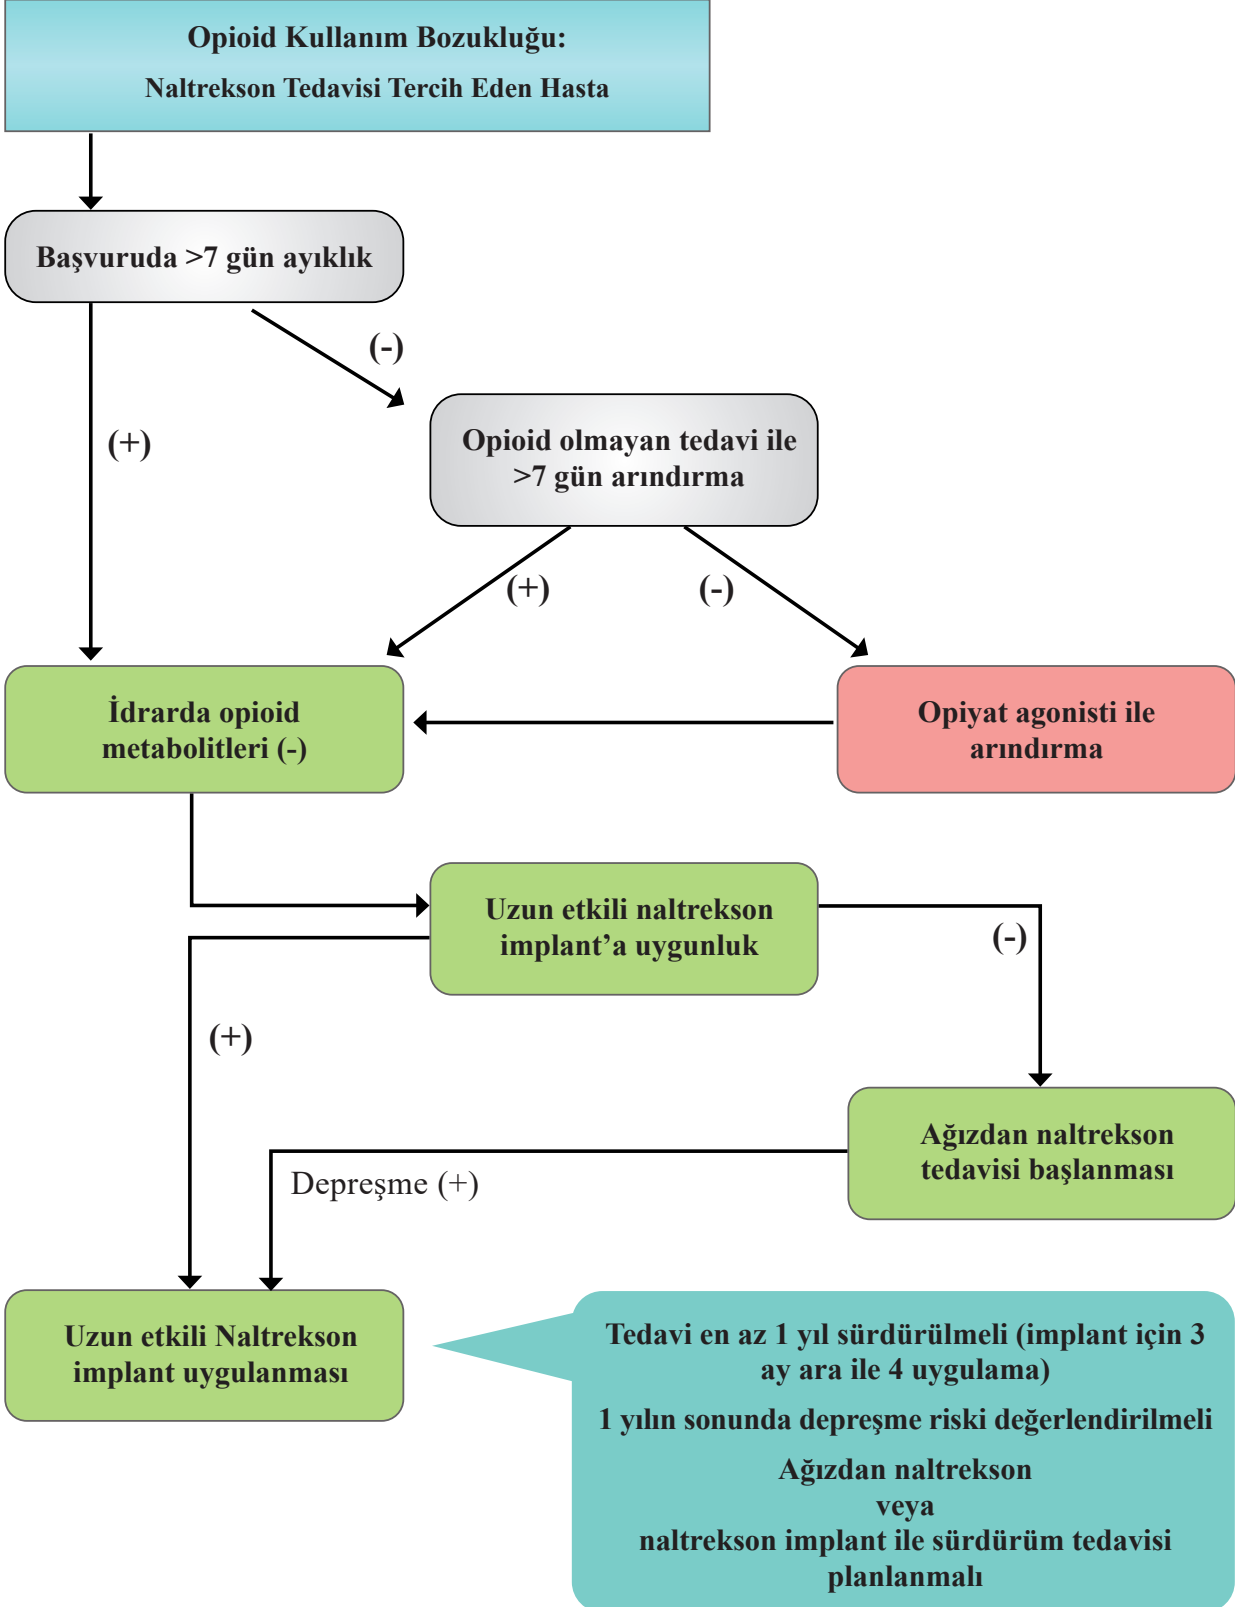 Opioid Kullanım Bozukluğu:
Naltrekson Tedavisi Tercih Eden Hasta
Başvuruda >7 gün ayıklık
(-)
(+)
Opioid olmayan tedavi ile
>7 gün arındırma
(+)
(-)
İdrarda opioid
metabolitleri (-)
Opiyat agonisti ile
arındırma
Uzun etkili naltrekson
implant’a uygunluk
(-)
(+)
Ağızdan naltrekson
tedavisi başlanması
Depreşme (+)
Uzun etkili Naltrekson
implant uygulanması
Tedavi en az 1 yıl sürdürülmeli (implant için 3
ay ara ile 4 uygulama)
1 yılın sonunda depreşme riski değerlendirilmeli
Ağızdan naltrekson
veya
naltrekson implant ile sürdürüm tedavisi
planlanmalı